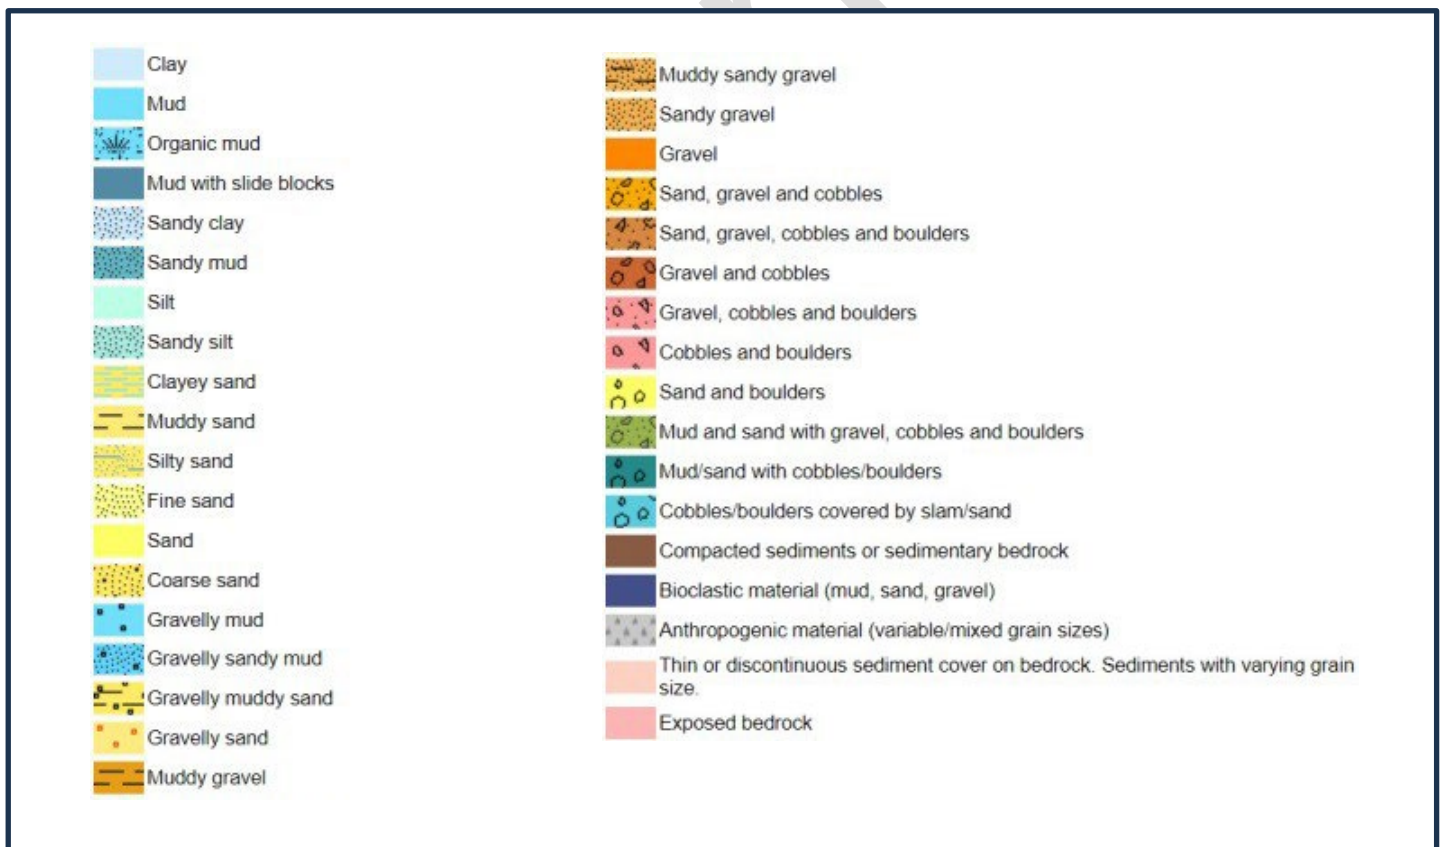 Clay
Mud
Organic mud
Mud with slide blocks
Sandy clay
Sandy mud
Silt
Sandy silt
Clayey sand
Muddy sand
Silty sand
Fine sand
Sand
Coarse sand
Gravelly mud
Gravelly sandy mud
Gravelly muddy sand
Gravelly sand
Muddy gravel
Muddy sandy gravel
Sandy gravel
Gravel
Sand, gravel and cobbles
Sand, gravel, cobbles and boulders
Gravel and cobbles
Gravel, cobbles and boulders
Cobbles and boulders
Sand and boulders
Mud and sand with gravel, cobbles and boulders
Mud/sand with cobbles/boulders
Cobbles/boulders covered by slam/sand
Compacted sediments or sedimentary bedrock
Bioclastic material (mud, sand, gravel)
Anthropogenic material (variable/mixed grain sizes)
Thin or discontinuous sediment cover on bedrock. Sediments with varying grain
size.
Exposed bedrock